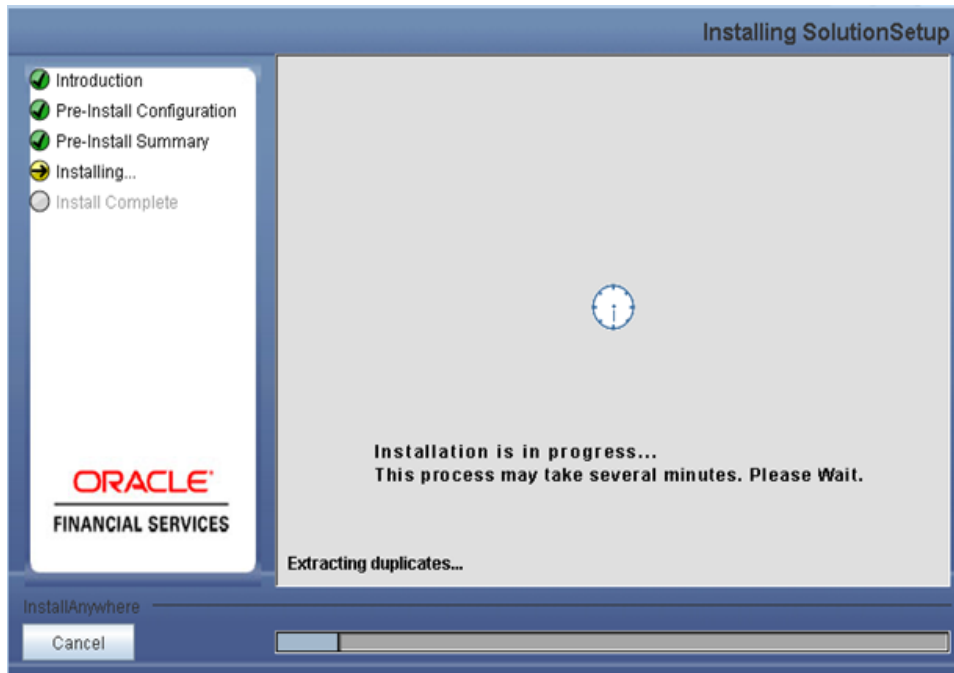 Installing SolutionSetup
Introduction
Pre-Install Configuration
Pre-Install Summary
Installing...
Install Complete
Installation is in progress...
This process may take several minutes. Please Wait.
ORACLE
FINANCIAL SERVICES
Extracting duplicates...
InstallAnywhere
Cancel